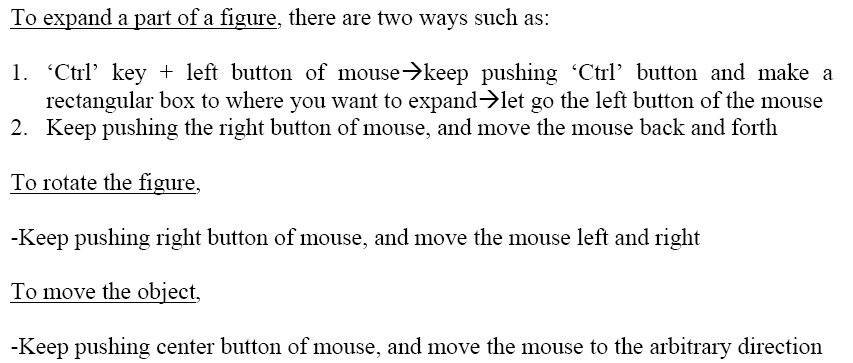 To expand a part of a figure, there are two ways such as:
1. ‘Ctrl’ key + left button of mouse→keep pushing ‘Ctrl’ button and make a
rectangular box to where you want to expand→let go the left button of the mouse
2. Keep pushing the right button of mouse, and move the mouse back and forth
To rotate the figure,
-Keep pushing right button of mouse, and move the mouse left and right
To move the object,
-Keep pushing center button of mouse, and move the mouse to the arbitrary direction